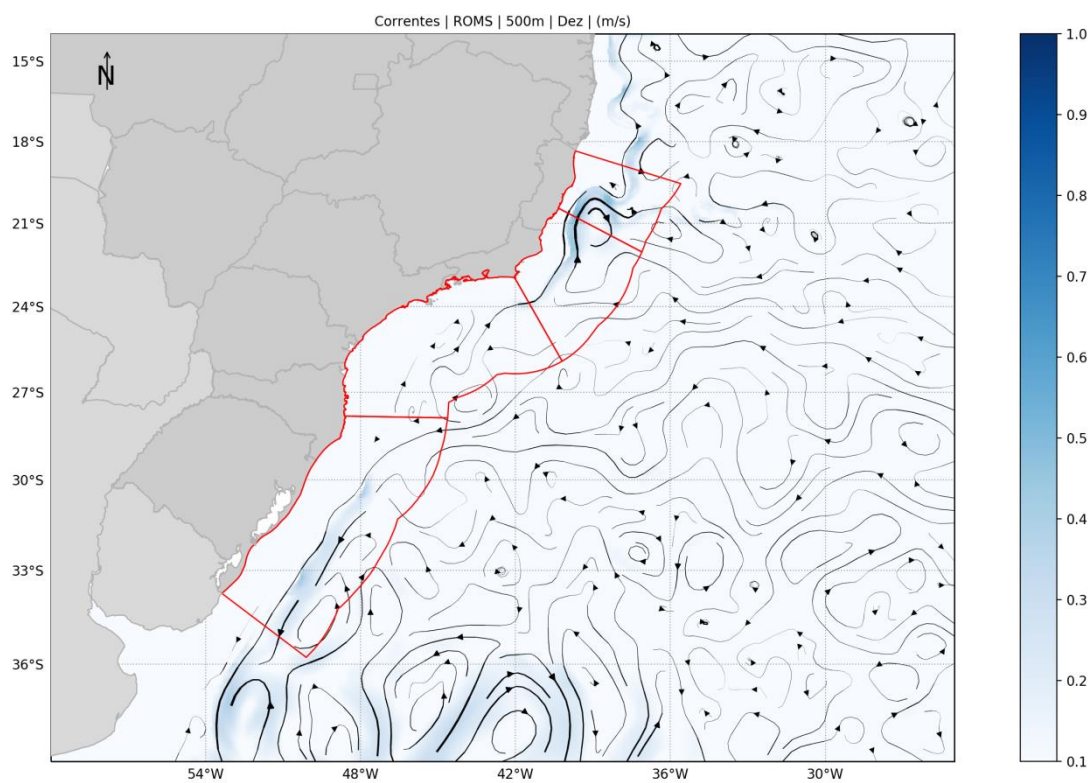 Correntes | ROMS | 500m | Dez | (m/s)
N
15°S
18°S
21°S
24°S
27°S
30°S
33°S
36°S
54°W
48°W
42°W
36°W
30°W
1.0
0.9
0.8
0.7
0.6
0.5
0.4
0.3
0.2
0.1